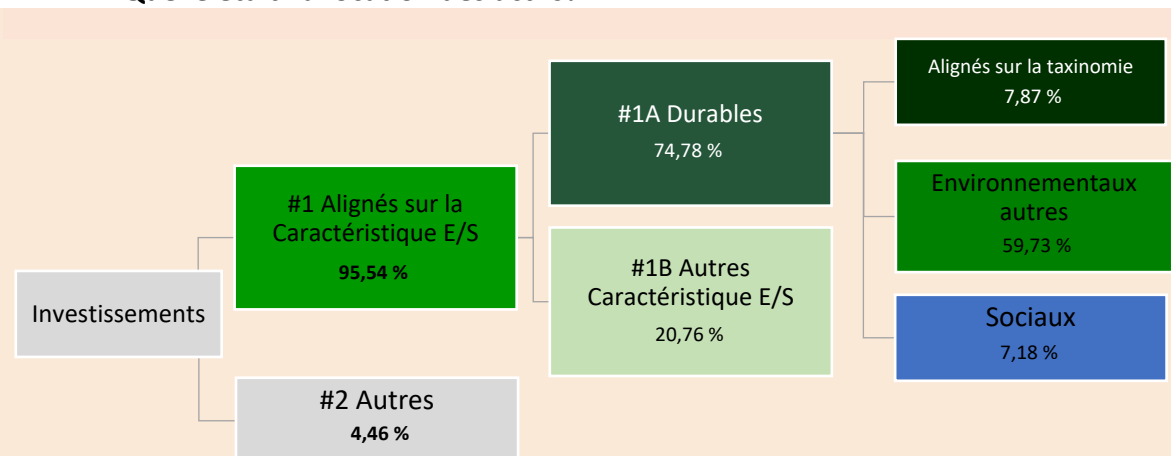 Alignés sur la taxinomie
7,87 %
#1A Durables
74,78 %
Environnementaux
autres
59,73 %
#1 Alignés sur la
Caractéristique E/S
95,54 %
#1B Autres
Caractéristique E/S
20,76 %
Investissements
Sociaux
7,18 %
#2 Autres
4,46 %